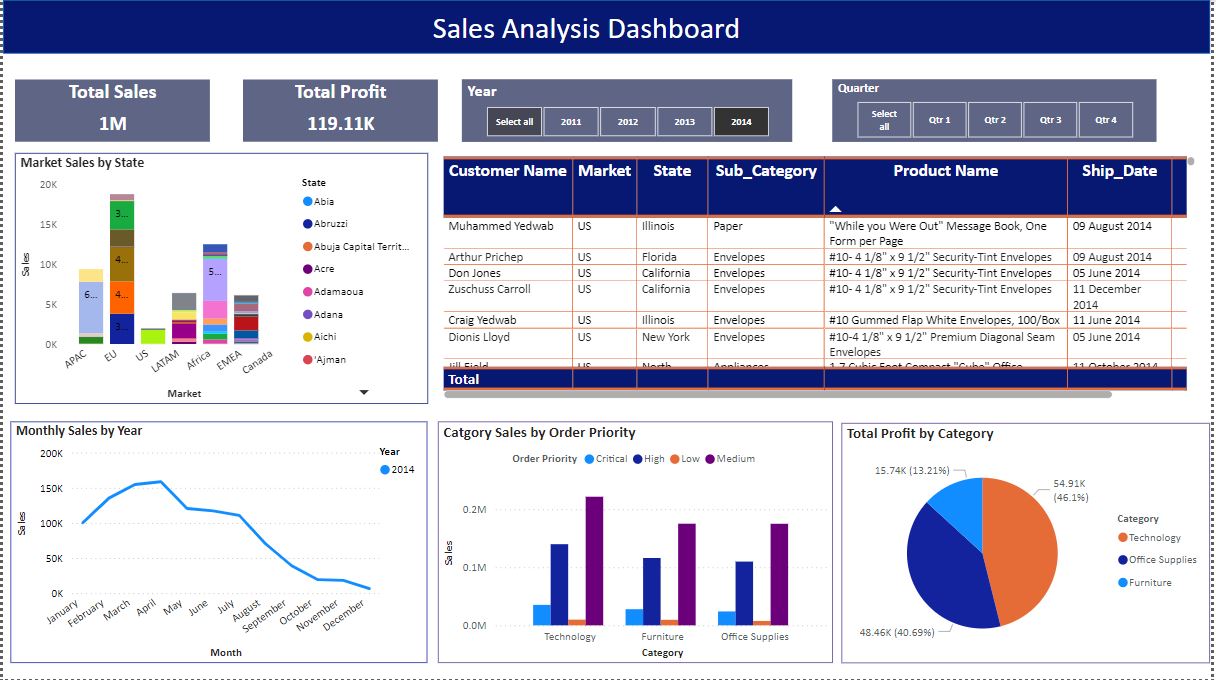 Sales Analysis Dashboard
Total Sales
1M
Total Profit
119.11K
Year
Select all 2011 2012 2013 2014
Quarter
Select all Qtr 1 Qtr 2 Qtr 3 Qtr 4
Market Sales by State
20K
15K
10K
5K
0K
Sales
6...
3...
4...
4...
3...
5...
APAC EU US LATAM Africa EMEA Canada
Market
State
Abia
Abruzzi
Abuja Capital Territ...
Acre
Adamaoua
Adana
Aichi
'Ajman
Customer Name Market State Sub_Category Product Name Ship_Date
Muhammed Yedwab US Illinois Paper "While you Were Out" Message Book, One
Form per Page 09 August 2014
Arthur Prichep US Florida Envelopes #10- 4 1/8" x 9 1/2" Security-Tint Envelopes 09 August 2014
Don Jones US California Envelopes #10- 4 1/8" x 9 1/2" Security-Tint Envelopes 05 June 2014
Zuschuss Carroll US California Envelopes #10- 4 1/8" x 9 1/2" Security-Tint Envelopes 11 December
2014
Craig Yedwab US Illinois Envelopes #10 Gummed Flap White Envelopes, 100/Box 11 June 2014
Dionis Lloyd US New York Envelopes #10-4 1/8" x 9 1/2" Premium Diagonal Seam
Envelopes 05 June 2014
Jill Field US North Appliances 1.7 Cubic Foot Compact "Cube" Office 11 October 2014
Total
Monthly Sales by Year
200K
150K
100K
50K
0K
Sales
January February March April May June July August September October November December
Month
Year
2014
Catgory Sales by Order Priority
Order Priority Critical High Low Medium
0.2M
0.1M
0.0M
Sales
Technology Furniture Office Supplies
Category
Total Profit by Category
15.74K (13.21%)
54.91K
(46.1%)
48.46K (40.69%)
Category
Technology
Office Supplies
Furniture